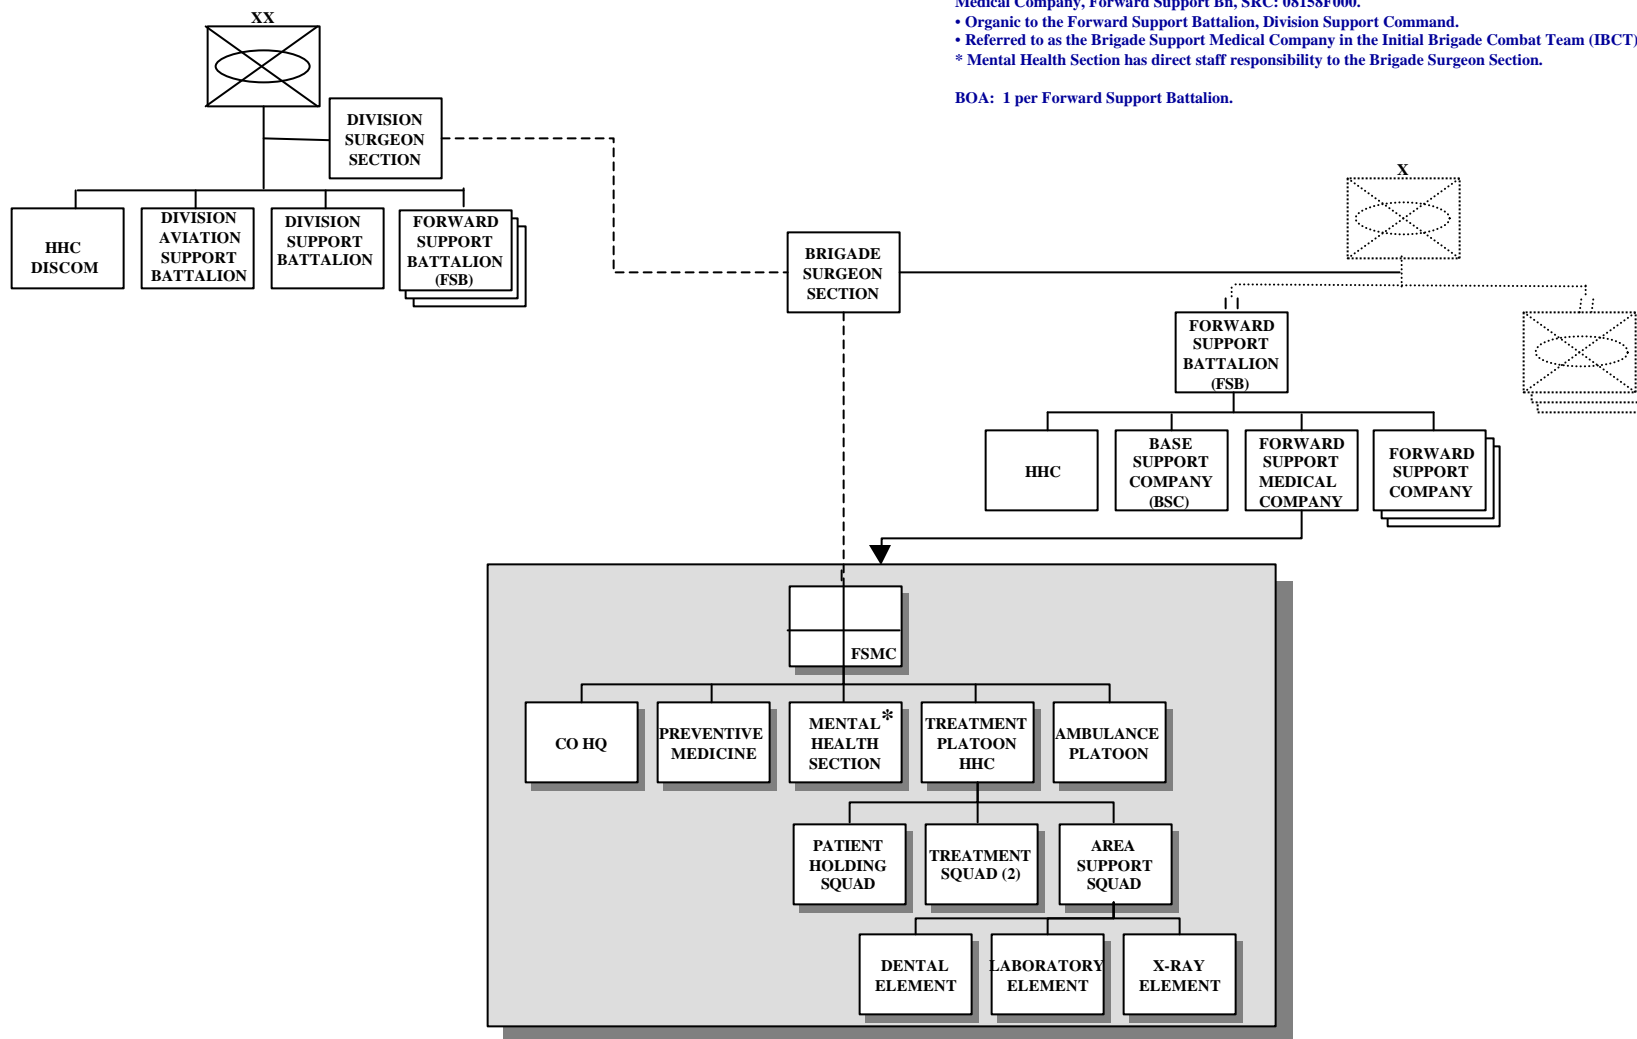 Medical Company, Forward Support Bn, SRC: 08158F000.
• Organic to the Forward Support Battalion, Division Support Command.
• Referred to as the Brigade Support Medical Company in the Initial Brigade Combat Team (IBCT)
* Mental Health Section has direct staff responsibility to the Brigade Surgeon Section.
BOA: 1 per Forward Support Battalion.
XX
DIVISION
SURGEON
SECTION
HHC
DISCOM
DIVISION
AVIATION
SUPPORT
BATTALION
DIVISION
SUPPORT
BATTALION
FORWARD
SUPPORT
BATTALION
(FSB)
BRIGADE
SURGEON
SECTION
X
FORWARD
SUPPORT
BATTALION
(FSB)
HHC
BASE
SUPPORT
COMPANY
(BSC)
FORWARD
SUPPORT
MEDICAL
COMPANY
FORWARD
SUPPORT
COMPANY
FSMC
CO HQ
PREVENTIVE
MEDICINE
MENTAL*
HEALTH
SECTION
TREATMENT
PLATOON
HHC
AMBULANCE
PLATOON
PATIENT
HOLDING
SQUAD
TREATMENT
SQUAD (2)
AREA
SUPPORT
SQUAD
DENTAL
ELEMENT
LABORATORY
ELEMENT
X-RAY
ELEMENT